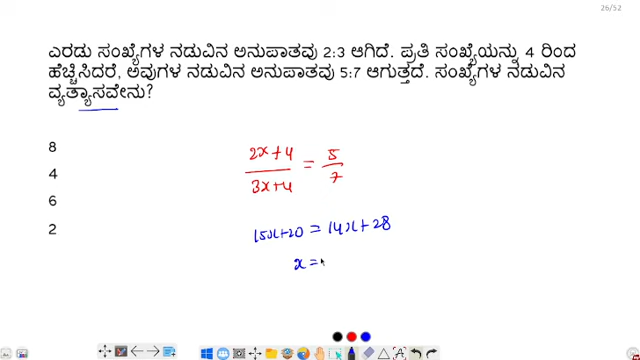 26/52
ಎರಡು ಸಂಖ್ಯೆಗಳ ನಡುವಿನ ಅನುಪಾತವು 2:3 ಆಗಿದೆ. ಪ್ರತಿ ಸಂಖ್ಯೆಯನ್ನು 4 ರಿಂದ
ಹೆಚ್ಚಿಸಿದರೆ, ಅವುಗಳ ನಡುವಿನ ಅನುಪಾತವು 5:7 ಆಗುತ್ತದೆ. ಸಂಖ್ಯೆಗಳ ನಡುವಿನ
ವ್ಯತ್ಯಾಸವೇನು?
8
4
6
2
2x+4 / 3x+4 = 5/7
15x+20 = 14x+28
x =